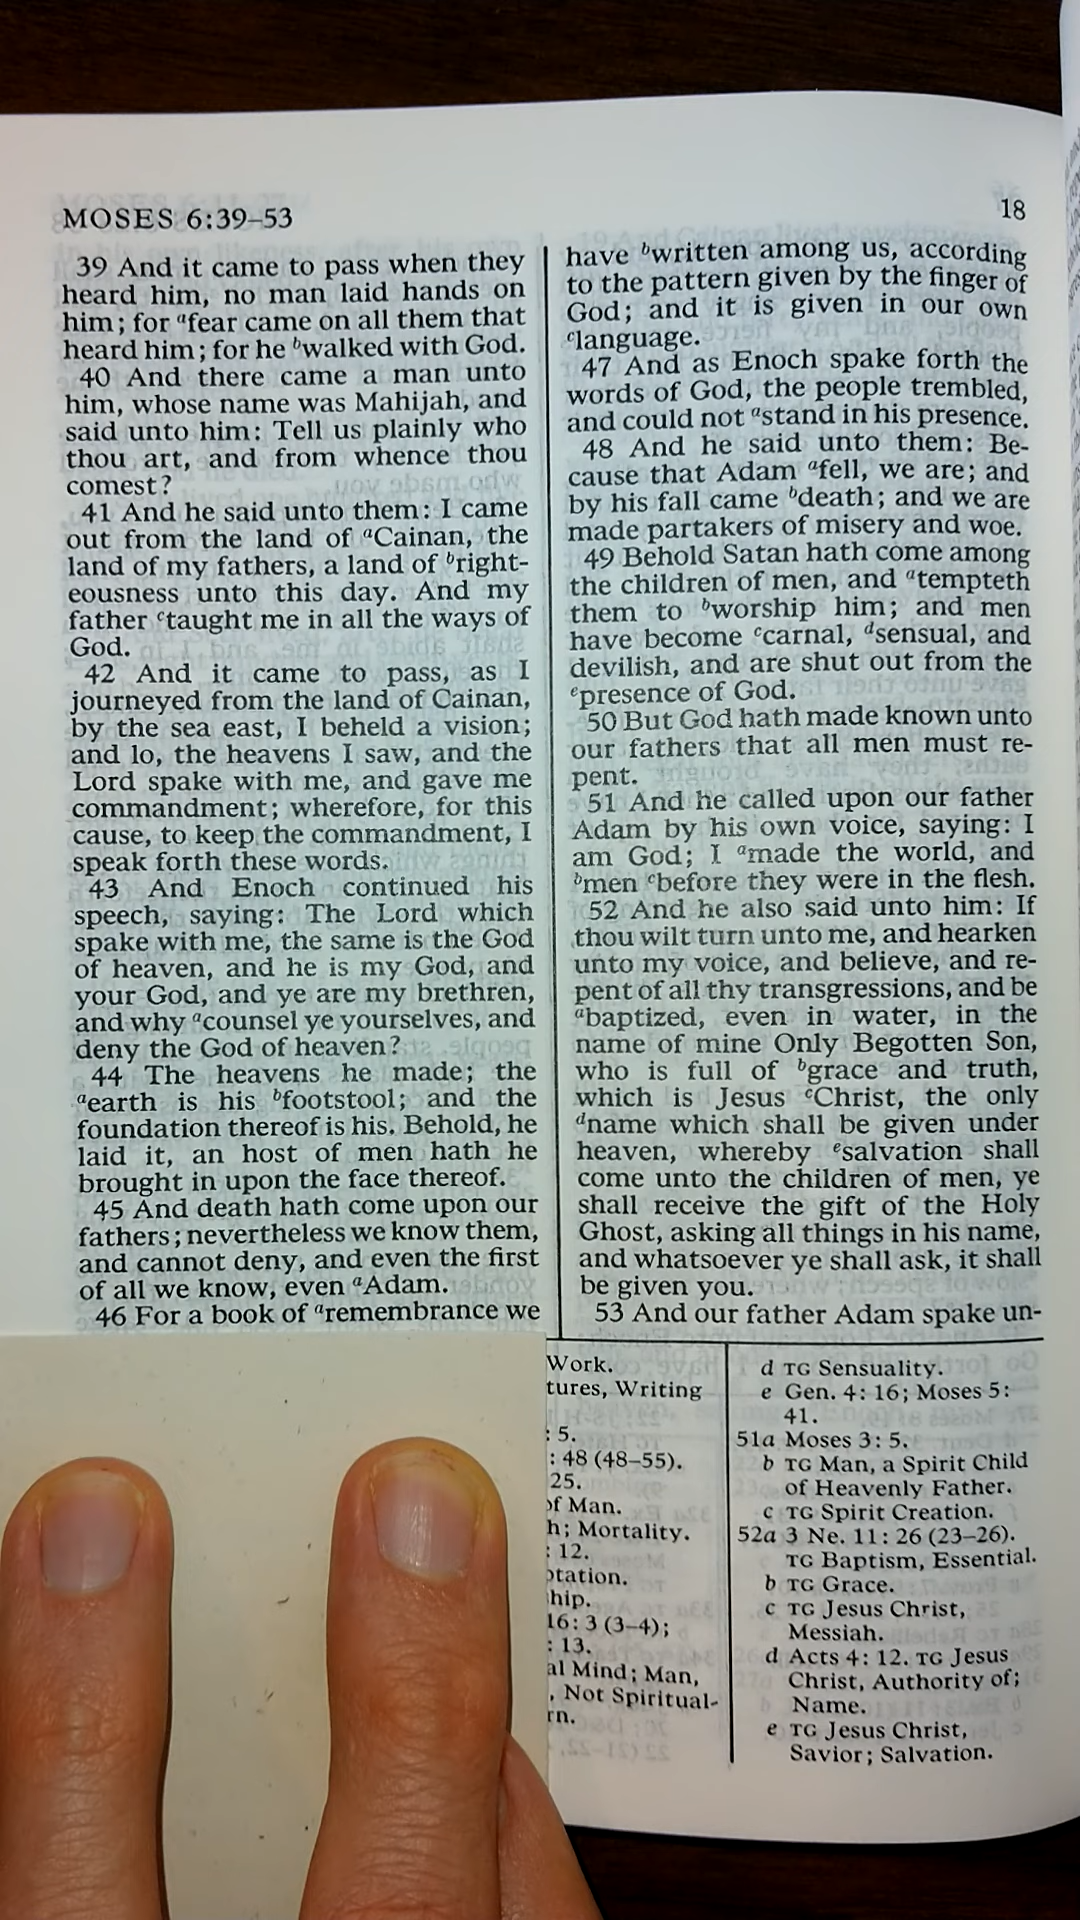 MOSES 6:39–53
18
39 And it came to pass when they
heard him, no man laid hands on
him; for afear came on all them that
heard him; for he bwalked with God.
40 And there came a man unto
him, whose name was Mahijah, and
said unto him: Tell us plainly who
thou art, and from whence thou
comest?
41 And he said unto them: I came
out from the land of aCainan, the
land of my fathers, a land of bright-
eousness unto this day. And my
father ctaught me in all the ways of
God.
42 And it came to pass, as I
journeyed from the land of Cainan,
by the sea east, I beheld a vision;
and lo, the heavens I saw, and the
Lord spake with me, and gave me
commandment; wherefore, for this
cause, to keep the commandment, I
speak forth these words.
43 And Enoch continued his
speech, saying: The Lord which
spake with me, the same is the God
of heaven, and he is my God, and
your God, and ye are my brethren,
and why acounsel ye yourselves, and
deny the God of heaven?
44 The heavens he made; the
aearth is his bfootstool; and the
foundation thereof is his. Behold, he
laid it, an host of men hath he
brought in upon the face thereof.
45 And death hath come upon our
fathers; nevertheless we know them,
and cannot deny, and even the first
of all we know, even aAdam.
46 For a book of aremembrance we
have bwritten among us, according
to the pattern given by the finger of
God; and it is given in our own
clanguage.
47 And as Enoch spake forth the
words of God, the people trembled,
and could not astand in his presence.
48 And he said unto them: Be-
cause that Adam afell, we are; and
by his fall came bdeath; and we are
made partakers of misery and woe.
49 Behold Satan hath come among
the children of men, and atempteth
them to bworship him; and men
have become ccarnal, dsensual, and
devilish, and are shut out from the
epresence of God.
50 But God hath made known unto
our fathers that all men must re-
pent.
51 And he called upon our father
Adam by his own voice, saying: I
am God; I amade the world, and
bmen cbefore they were in the flesh.
52 And he also said unto him: If
thou wilt turn unto me, and hearken
unto my voice, and believe, and re-
pent of all thy transgressions, and be
abaptized, even in water, in the
name of mine Only Begotten Son,
who is full of bgrace and truth,
which is Jesus cChrist, the only
dname which shall be given under
heaven, whereby esalvation shall
come unto the children of men, ye
shall receive the gift of the Holy
Ghost, asking all things in his name,
and whatsoever ye shall ask, it shall
be given you.
53 And our father Adam spake un-
Work.
tures, Writing
: 5.
: 48 (48–55).
25.
of Man.
h; Mortality.
: 12.
otation.
hip.
16: 3 (3–4);
: 13.
al Mind; Man,
, Not Spiritual-
rn.
d TG Sensuality.
e Gen. 4: 16; Moses 5:
41.
51a Moses 3: 5.
b TG Man, a Spirit Child
of Heavenly Father.
c TG Spirit Creation.
52a 3 Ne. 11: 26 (23–26).
TG Baptism, Essential.
b TG Grace.
c TG Jesus Christ,
Messiah.
d Acts 4: 12. TG Jesus
Christ, Authority of;
Name.
e TG Jesus Christ,
Savior; Salvation.